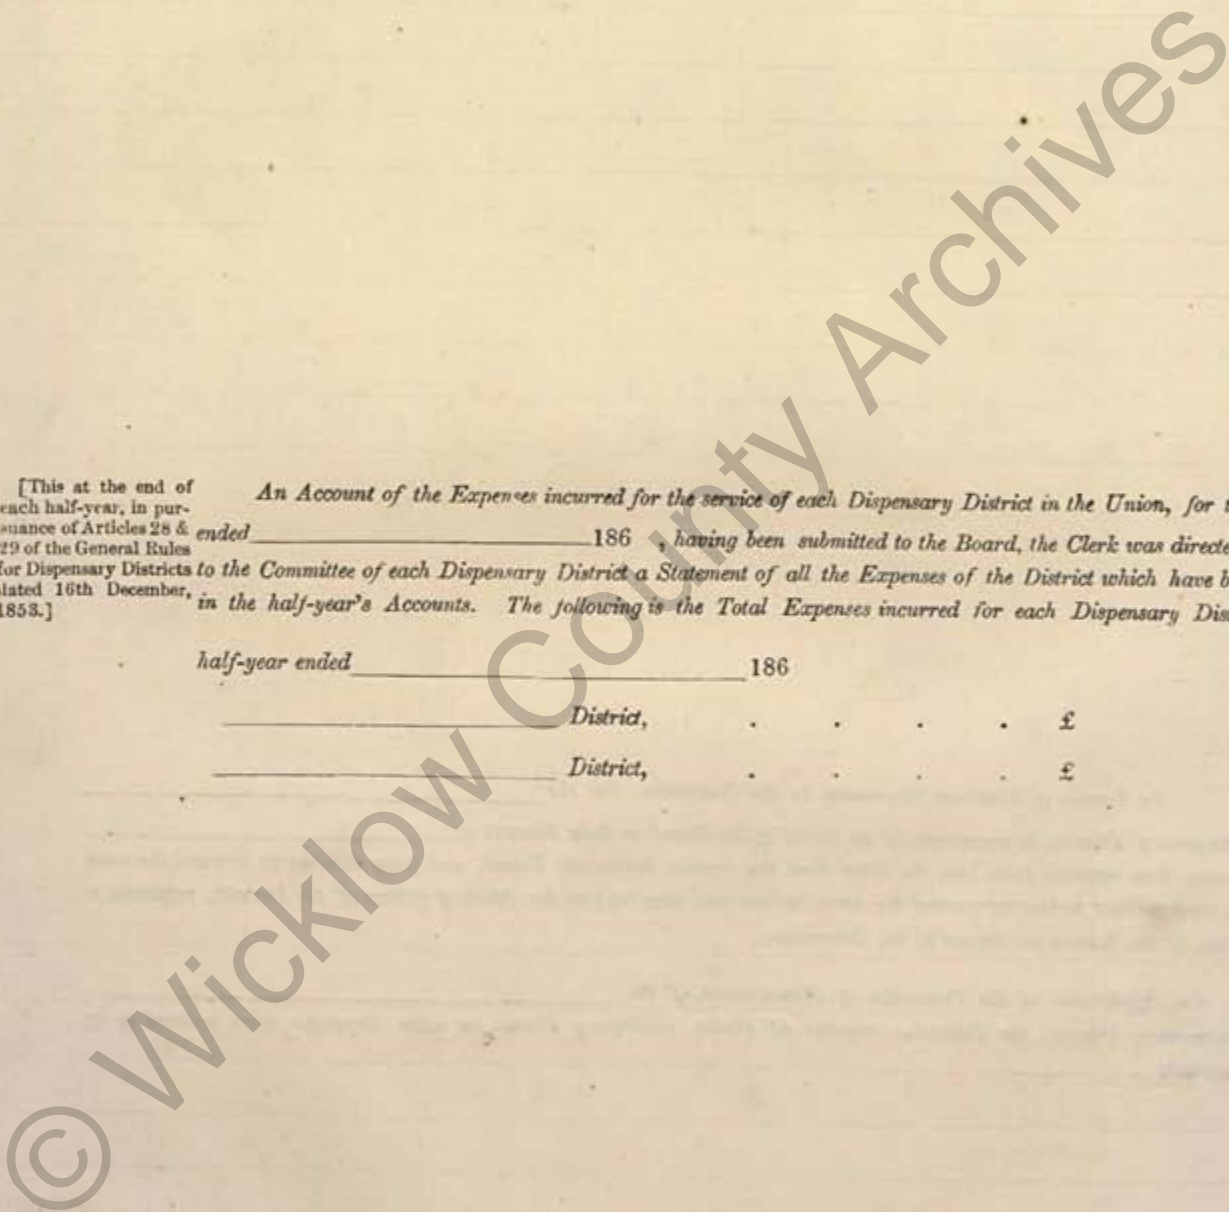 [This at the end of
each half-year, in pur-
suance of Articles 28 &
29 of the General Rules
for Dispensary Districts
dated 16th December,
1853.]
An Account of the Expenses incurred for the service of each Dispensary District in the Union, for t
ended 186 , having been submitted to the Board, the Clerk was directe
to the Committee of each Dispensary District a Statement of all the Expenses of the District which have b
in the half-year's Accounts. The following is the Total Expenses incurred for each Dispensary Dis
half-year ended 186
District, . . . . £
District, . . . . £
© Wicklow County Archives